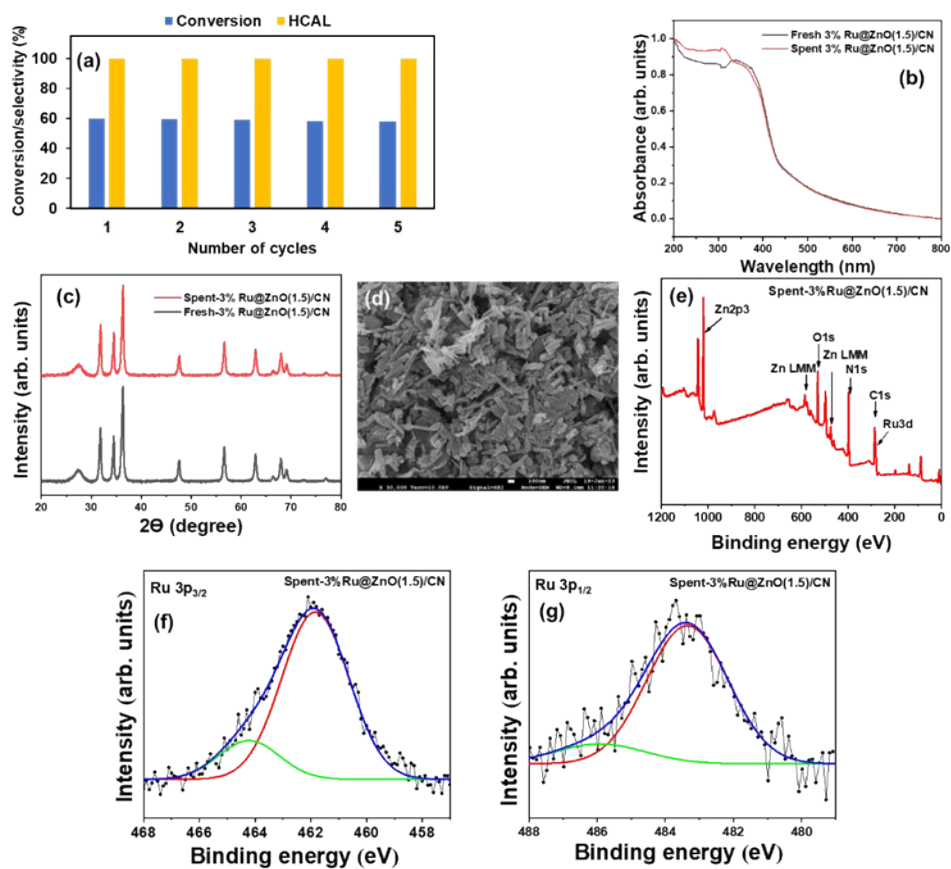 Conversion HCAL
(a)
Conversion/selectivity(%)
100
80
60
40
20
0
1 2 3 4 5
Number of cycles
Fresh 3% Ru@ZnO(1.5)/CN
Spent 3% Ru@ZnO(1.5)/CN
(b)
Absorbance (arb. units)
1.0
0.8
0.6
0.4
0.2
0.0
200 300 400 500 600 700 800
Wavelength (nm)
(c)
Spent-3% Ru@ZnO(1.5)/CN
Fresh-3% Ru@ZnO(1.5)/CN
Intensity (arb. units)
20 30 40 50 60 70 80
2Ɵ (degree)
(d)
100nm JEOL
(e)
Spent-3%Ru@ZnO(1.5)/CN
Zn2p3
O1s
Zn LMM
Zn LMM
N1s
C1s
Ru3d
Intensity (arb. units)
1200 1000 800 600 400 200 0
Binding energy (eV)
Ru 3p3/2
Spent-3%Ru@ZnO(1.5)/CN
(f)
Intensity (arb. units)
468 466 464 462 460 458
Binding energy (eV)
Ru 3p1/2
Spent-3%Ru@ZnO(1.5)/CN
(g)
Intensity (arb. units)
488 486 484 482 480
Binding energy (eV)